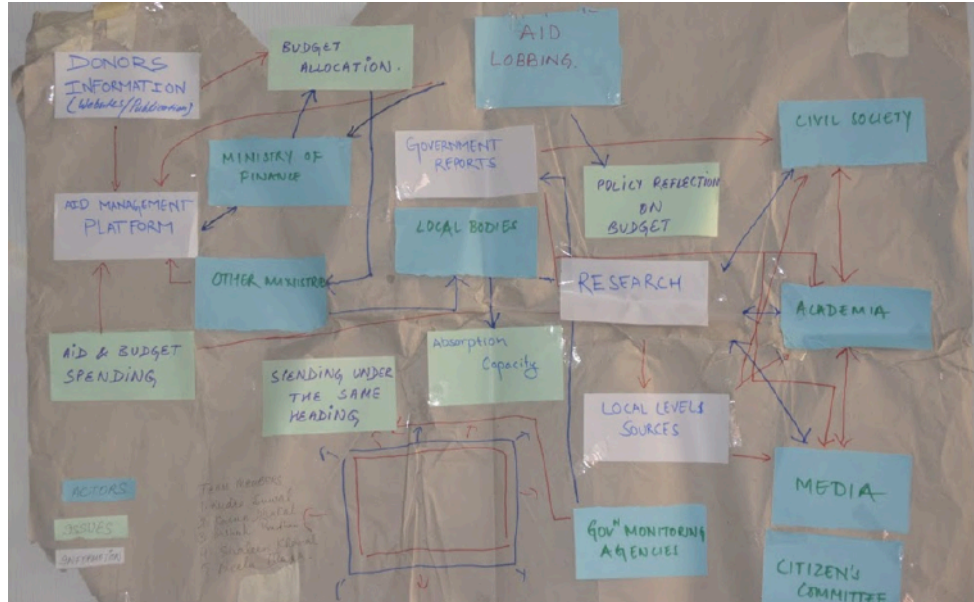 DONORS
INFORMATION
BUDGET
ALLOCATION.
AID
LOBBING.
MINISTRY OF
FINANCE
GOVERNMENT
REPORTS
CIVIL SOCIETY
POLICY REFLECTION
ON
BUDGET
AID MANAGEMENT
PLATFORM
LOCAL BODIES
OTHER MINISTRE
RESEARCH
ACADEMIA
AID & BUDGET
SPENDING
SPENDING UNDER
THE SAME
HEADING
Absorption
Capacity
LOCAL LEVELS
SOURCES
MEDIA
ACTORS
ISSUES
GOVN MONITORING
AGENCIES
CITIZEN'S
COMMITTEE